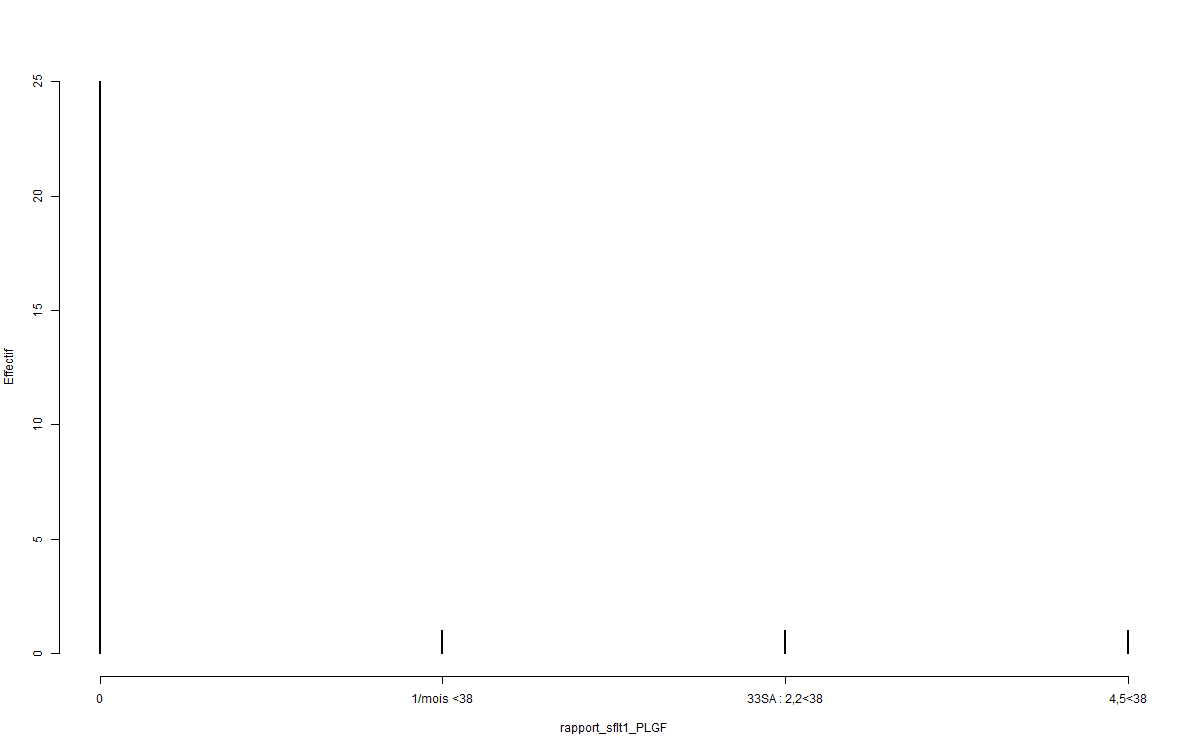 25
20
15
10
5
0
Effectif
0
1/mois <38
33SA : 2,2<38
4,5<38
rapport_sflt1_PLGF